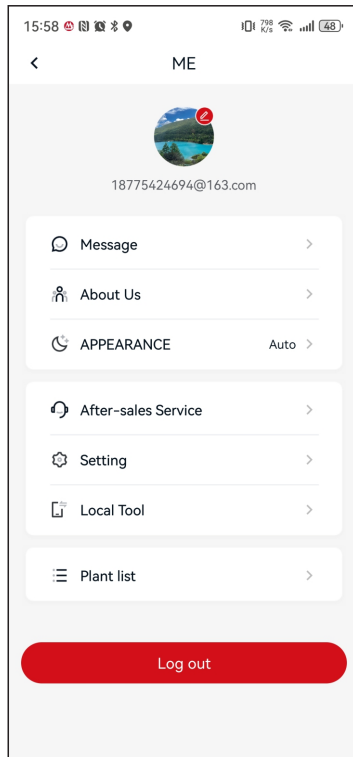 15:58 798 K/s 48
ME
18775424694@163.com
Message
About Us
APPEARANCE Auto
After-sales Service
Setting
Local Tool
Plant list
Log out